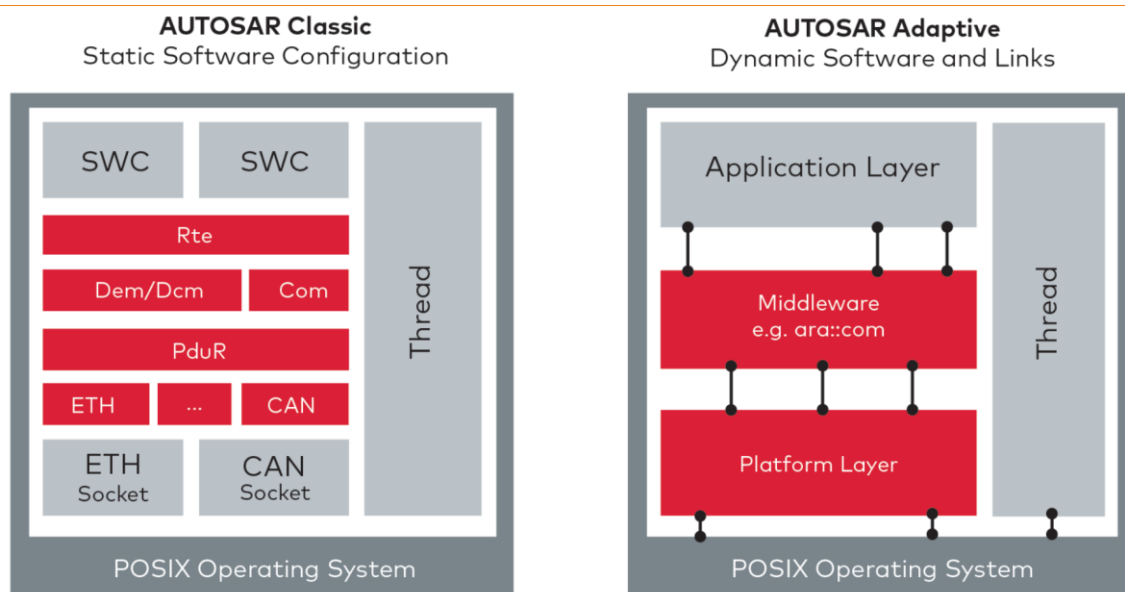 AUTOSAR Classic
Static Software Configuration
SWC
SWC
Rte
Dem/Dcm
Com
PduR
ETH
...
CAN
ETH
Socket
CAN
Socket
Thread
POSIX Operating System
AUTOSAR Adaptive
Dynamic Software and Links
Application Layer
Middleware
e.g. ara::com
Platform Layer
Thread
POSIX Operating System